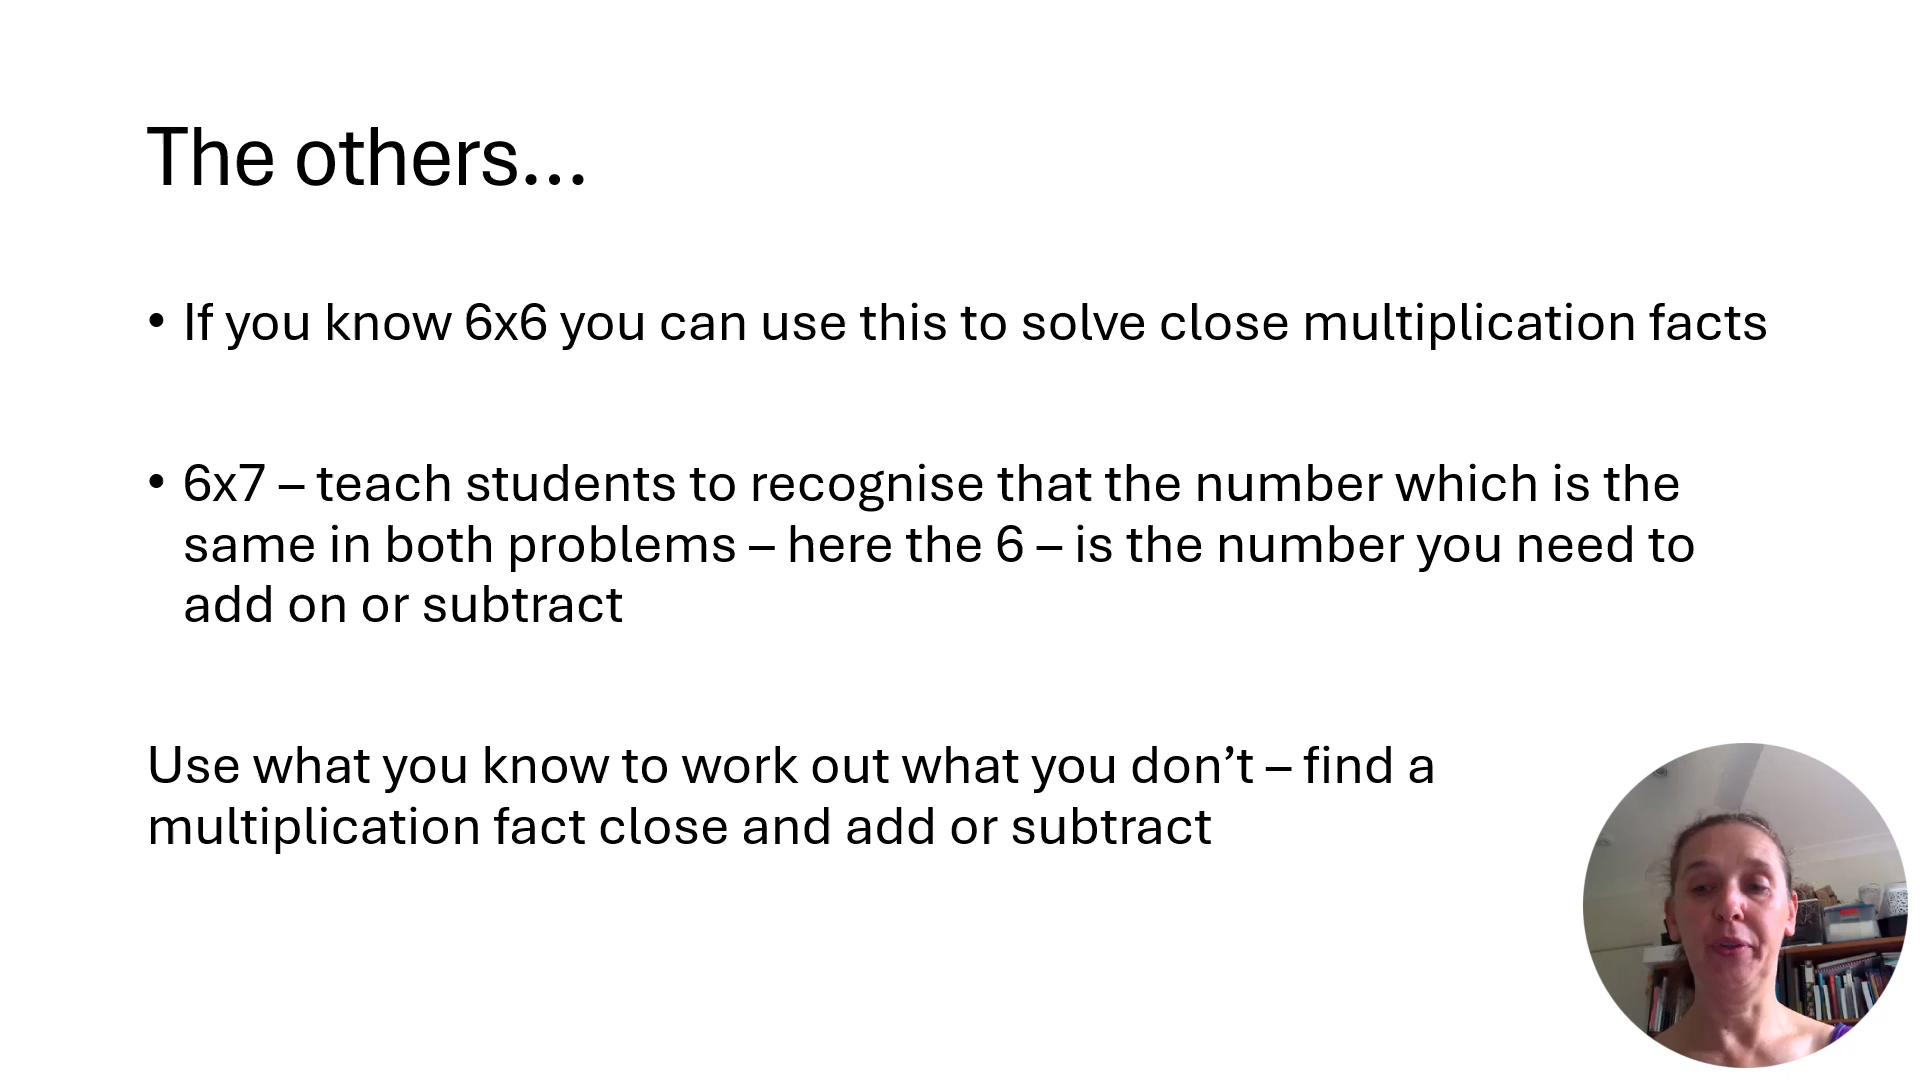 The others...
• If you know 6x6 you can use this to solve close multiplication facts
• 6x7 – teach students to recognise that the number which is the
same in both problems – here the 6 – is the number you need to
add on or subtract
Use what you know to work out what you don’t – find a
multiplication fact close and add or subtract